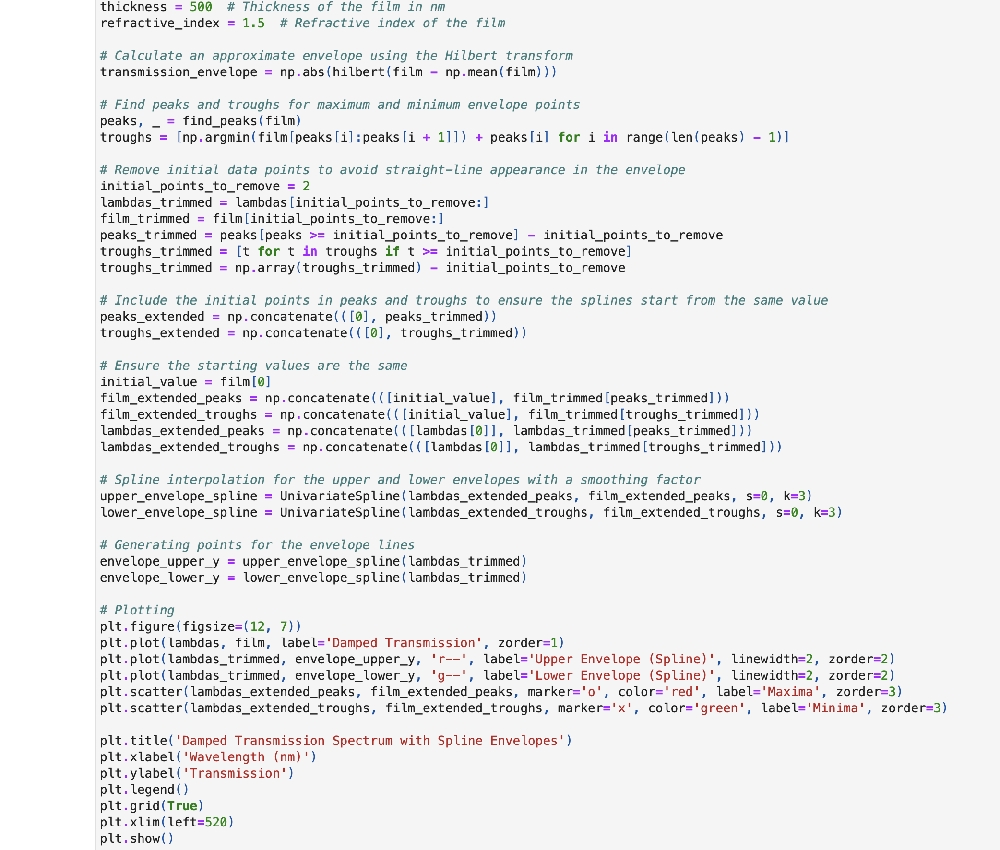 thickness = 500  # Thickness of the film in nm
refractive_index = 1.5  # Refractive index of the film

# Calculate an approximate envelope using the Hilbert transform
transmission_envelope = np.abs(hilbert(film - np.mean(film)))

# Find peaks and troughs for maximum and minimum envelope points
peaks, _ = find_peaks(film)
troughs = [np.argmin(film[peaks[i]:peaks[i + 1]]) + peaks[i] for i in range(len(peaks) - 1)]

# Remove initial data points to avoid straight-line appearance in the envelope
initial_points_to_remove = 2
lambdas_trimmed = lambdas[initial_points_to_remove:]
film_trimmed = film[initial_points_to_remove:]
peaks_trimmed = peaks[peaks >= initial_points_to_remove] - initial_points_to_remove
troughs_trimmed = [t for t in troughs if t >= initial_points_to_remove]
troughs_trimmed = np.array(troughs_trimmed) - initial_points_to_remove

# Include the initial points in peaks and troughs to ensure the splines start from the same value
peaks_extended = np.concatenate(([0], peaks_trimmed))
troughs_extended = np.concatenate(([0], troughs_trimmed))

# Ensure the starting values are the same
initial_value = film[0]
film_extended_peaks = np.concatenate(([initial_value], film_trimmed[peaks_trimmed]))
film_extended_troughs = np.concatenate(([initial_value], film_trimmed[troughs_trimmed]))
lambdas_extended_peaks = np.concatenate(([lambdas[0]], lambdas_trimmed[peaks_trimmed]))
lambdas_extended_troughs = np.concatenate(([lambdas[0]], lambdas_trimmed[troughs_trimmed]))

# Spline interpolation for the upper and lower envelopes with a smoothing factor
upper_envelope_spline = UnivariateSpline(lambdas_extended_peaks, film_extended_peaks, s=0, k=3)
lower_envelope_spline = UnivariateSpline(lambdas_extended_troughs, film_extended_troughs, s=0, k=3)

# Generating points for the envelope lines
envelope_upper_y = upper_envelope_spline(lambdas_trimmed)
envelope_lower_y = lower_envelope_spline(lambdas_trimmed)

# Plotting
plt.figure(figsize=(12, 7))
plt.plot(lambdas, film, label='Damped Transmission', zorder=1)
plt.plot(lambdas_trimmed, envelope_upper_y, 'r--', label='Upper Envelope (Spline)', linewidth=2, zorder=2)
plt.plot(lambdas_trimmed, envelope_lower_y, 'g--', label='Lower Envelope (Spline)', linewidth=2, zorder=2)
plt.scatter(lambdas_extended_peaks, film_extended_peaks, marker='o', color='red', label='Maxima', zorder=3)
plt.scatter(lambdas_extended_troughs, film_extended_troughs, marker='x', color='green', label='Minima', zorder=3)

plt.title('Damped Transmission Spectrum with Spline Envelopes')
plt.xlabel('Wavelength (nm)')
plt.ylabel('Transmission')
plt.legend()
plt.grid(True)
plt.xlim(left=520)
plt.show()